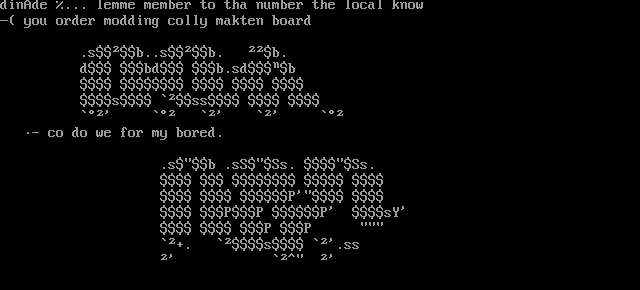 dinAde %... lemme member to tha number the local know
-( you order modding colly makten board
.s$$²$$b..s$$²$$b.   ²²$b.
d$$$ $$$bd$$$ $$$b.sd$$$ⁿ$b
$$$$ $$$$$$$$ $$$$ $$$$ $$$$
$$$$s$$$$ `²$$ss$$$$ $$$$ $$$$
`°²'      `°²   `²'     `²'      `°²
·- co do we for my bored.
.s$"$$b .s$$"$$s. $$$$"$$s.
$$$$ $$$ $$$$$$$$ $$$$$ $$$$
$$$$ $$$$ $$$$$$P'"$$$$ $$$$
$$$$ $$$P$$$P $$$$$$P'  $$$$sY'
$$$$ $$$$ $$$P $$$P       """
`²+.    `²$$$$s$$$$ `²'.ss
²'              `²^"  ²'